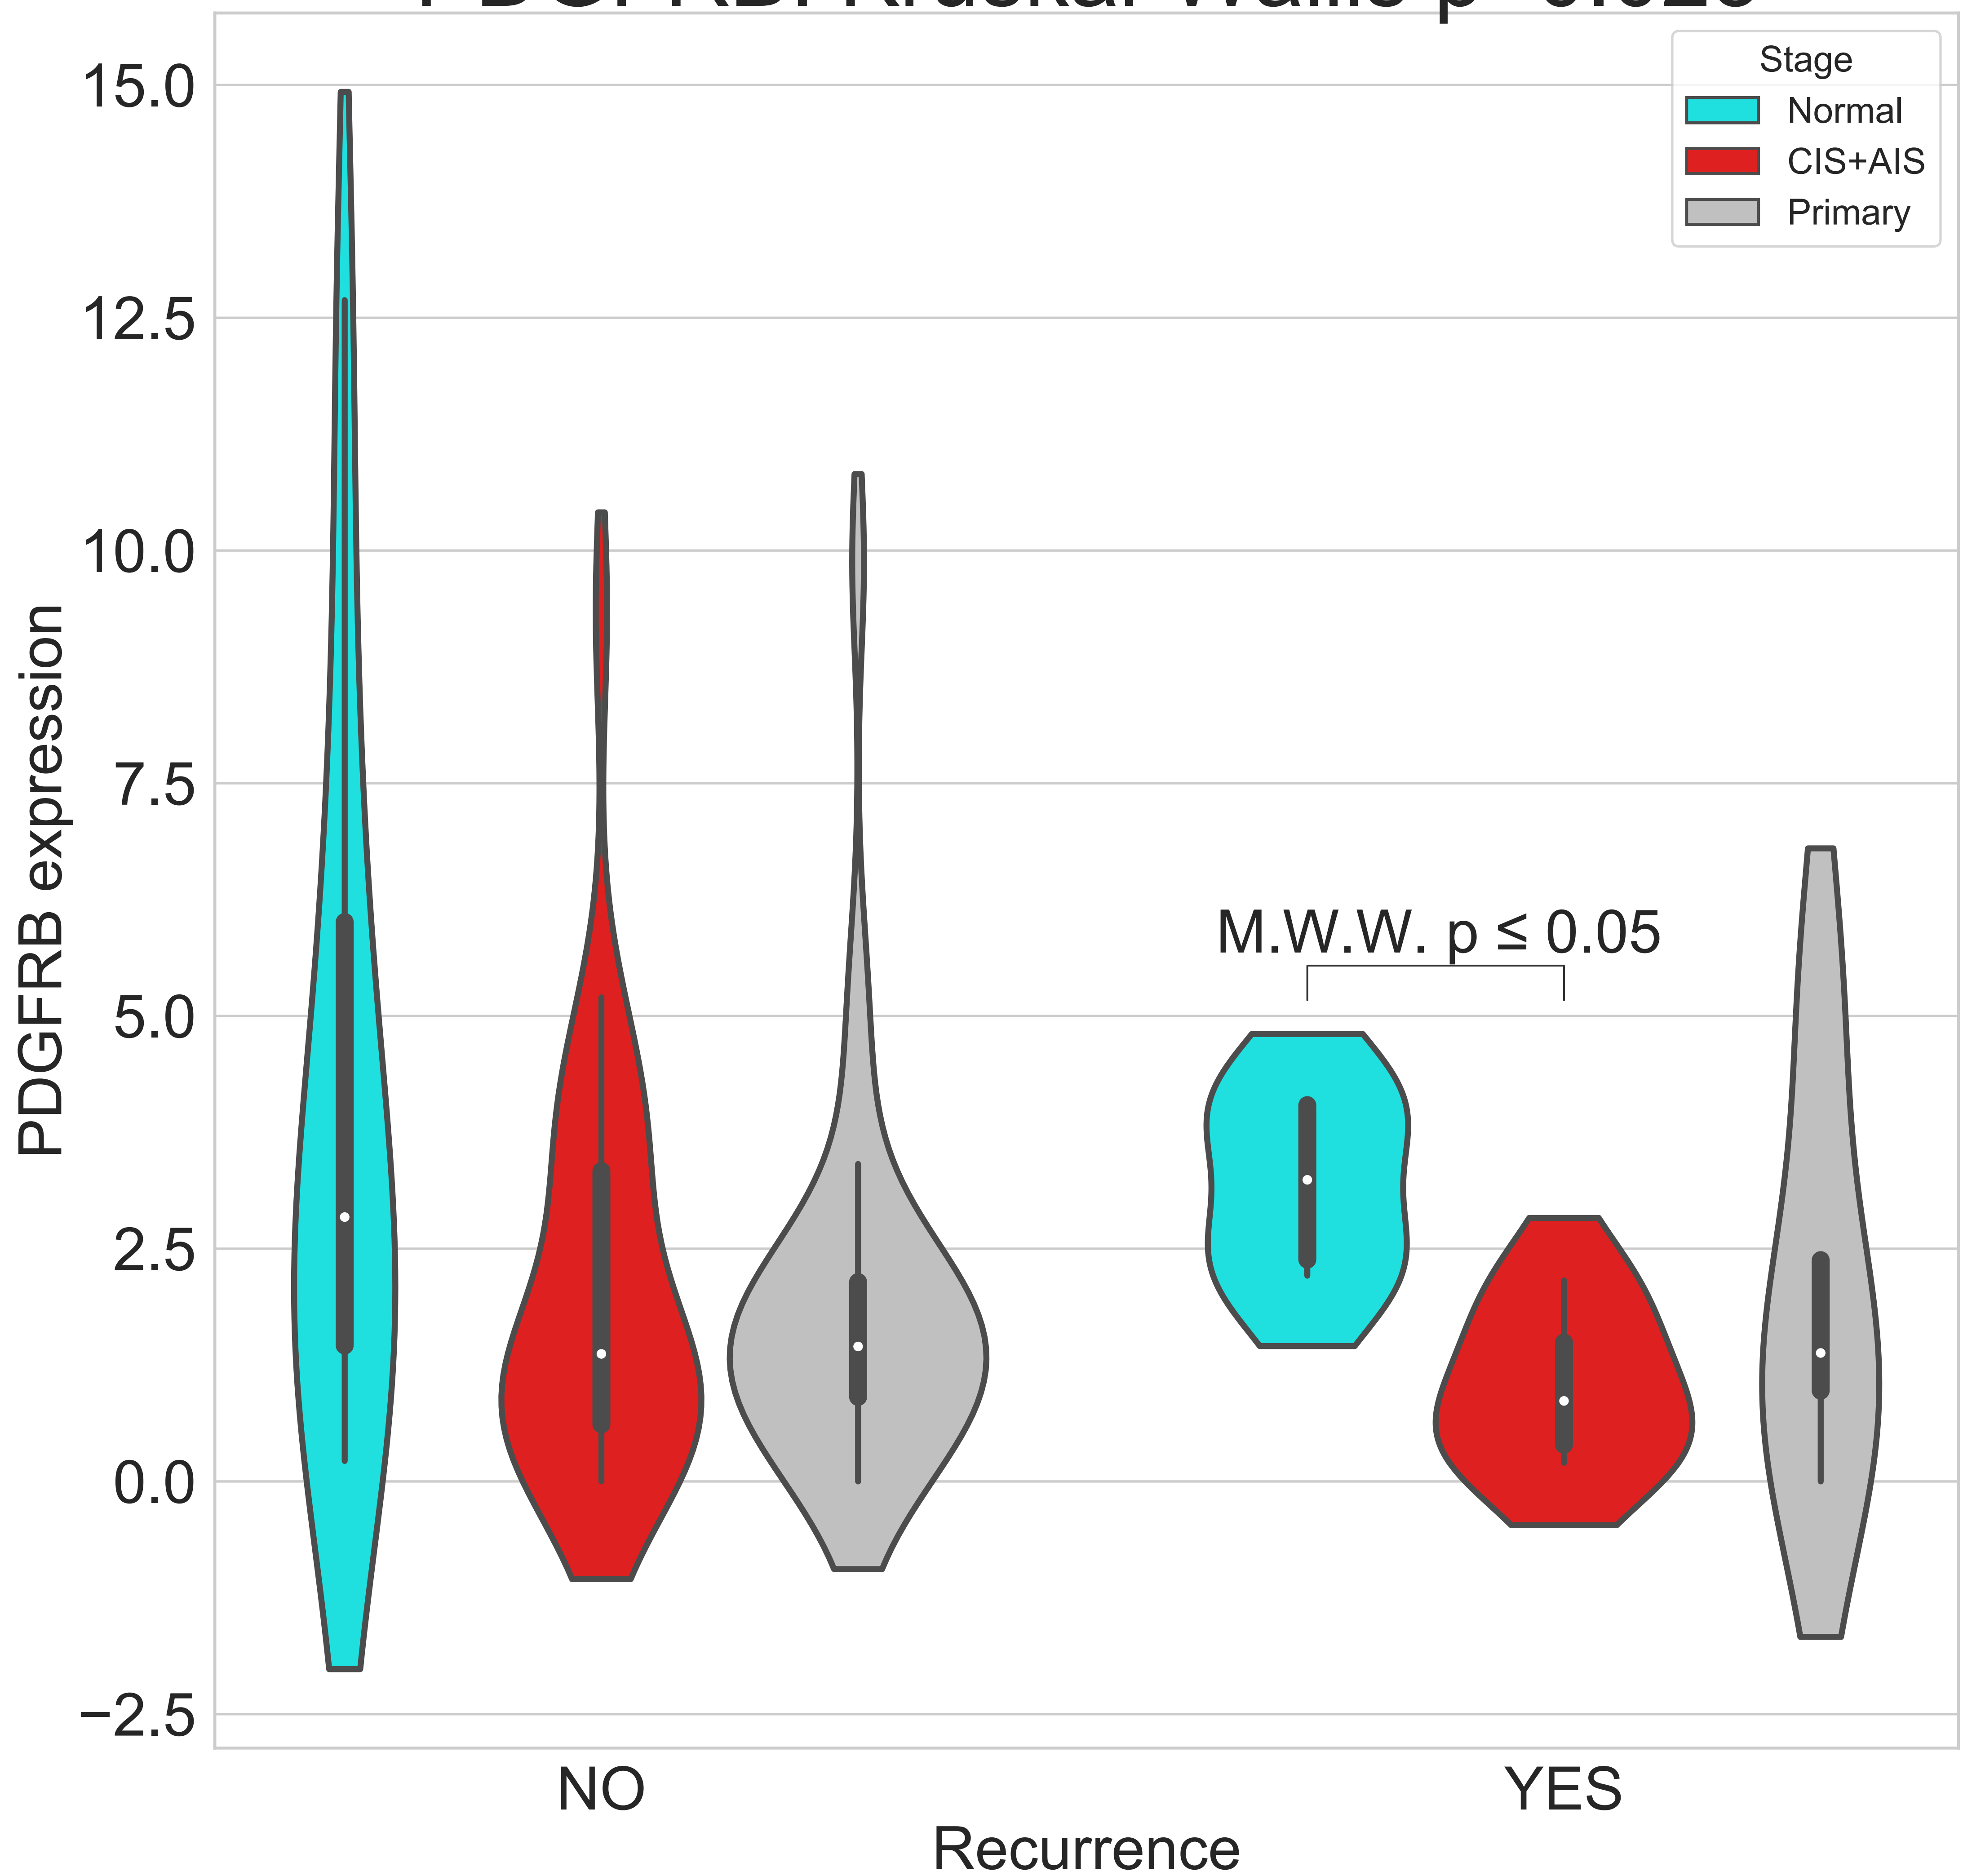 Stage
Normal
CIS+AIS
Primary
15.0
12.5
10.0
7.5
5.0
2.5
0.0
−2.5
PDGFRB expression
M.W.W. p ≤ 0.05
NO
YES
Recurrence